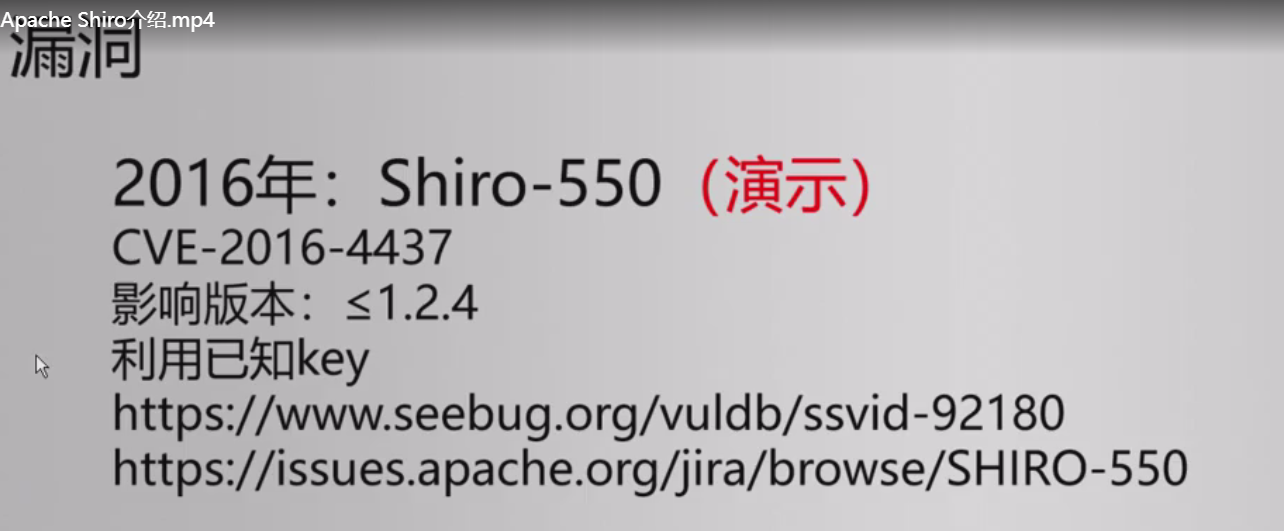 Apache Shiro介绍.mp4
漏洞
2016年：Shiro-550（演示）
CVE-2016-4437
影响版本：≤1.2.4
利用已知key
https://www.seebug.org/vuldb/ssvid-92180
https://issues.apache.org/jira/browse/SHIRO-550